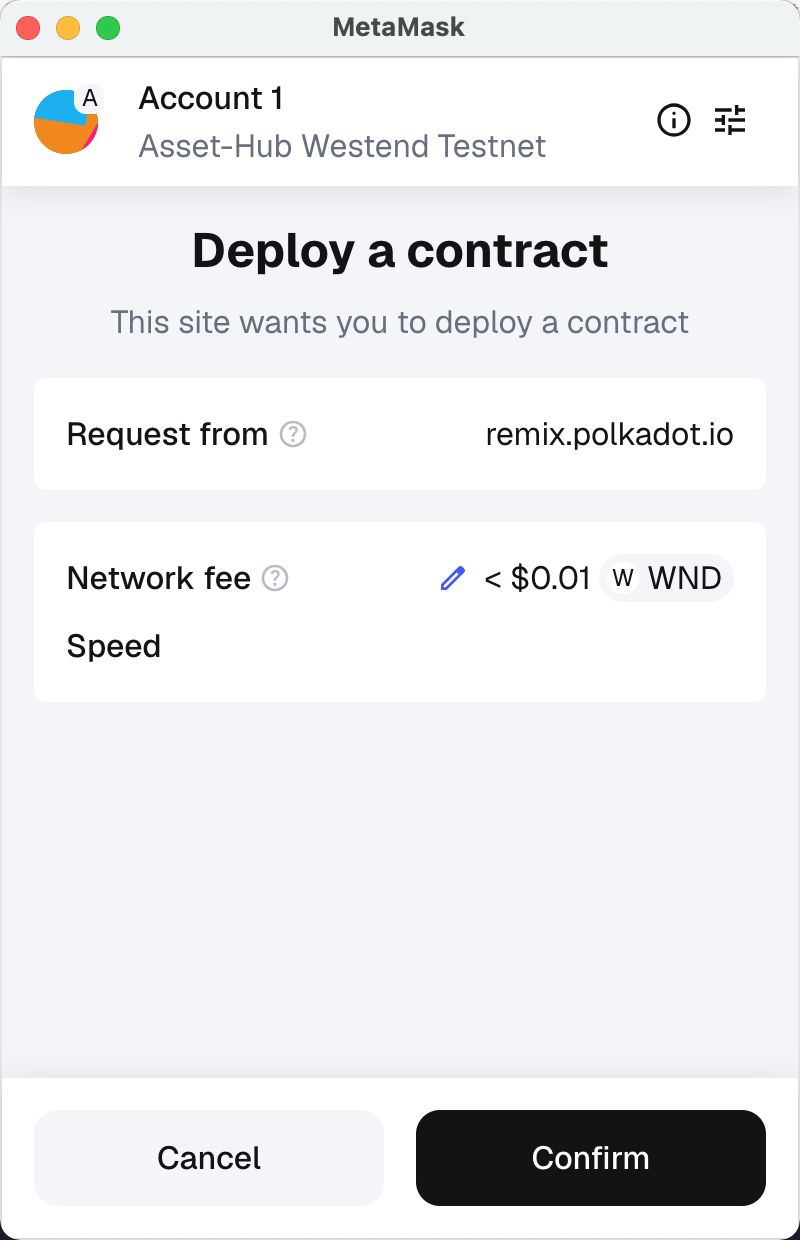 MetaMask
A
Account 1
Asset-Hub Westend Testnet
Deploy a contract
This site wants you to deploy a contract
Request from ? remix.polkadot.io
Network fee ? < $0.01 W WND
Speed
Cancel Confirm